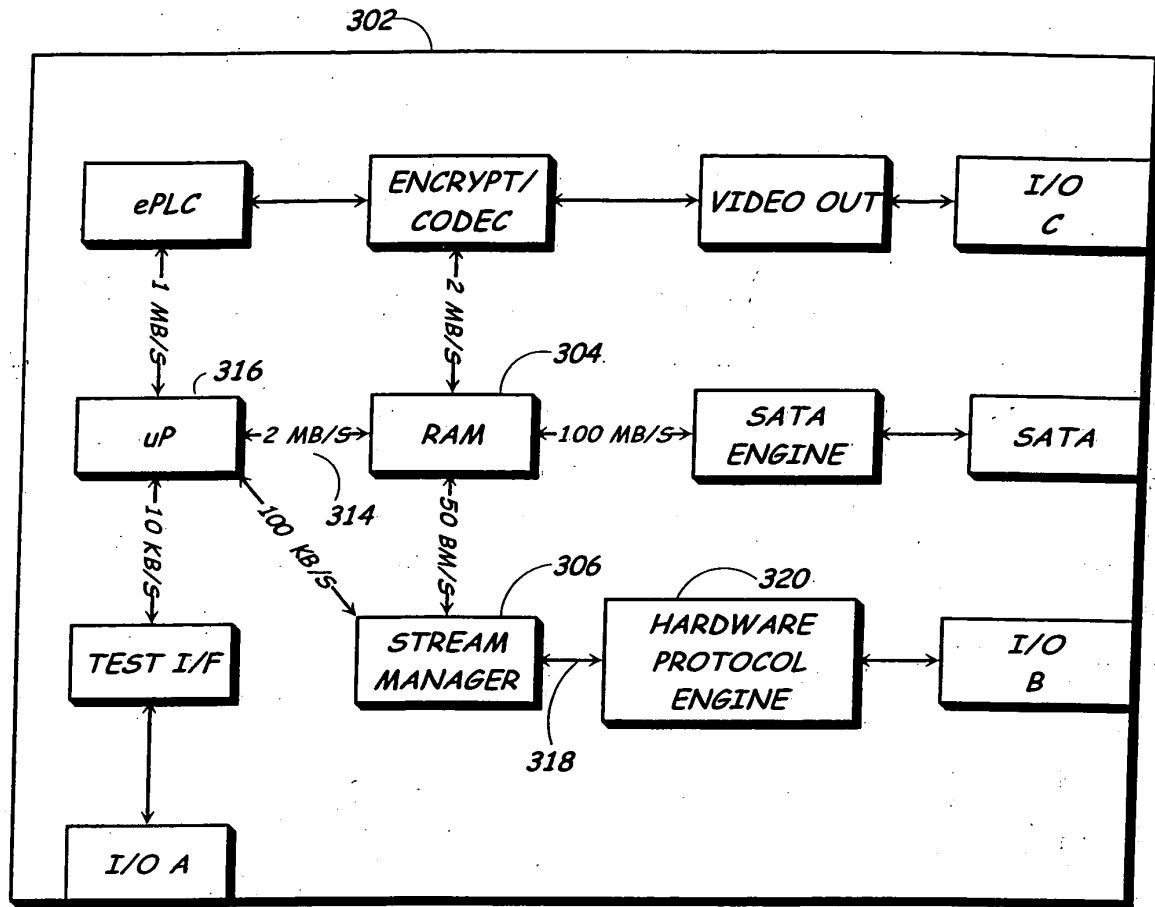 302
ePLC
ENCRYPT/
CODEC
VIDEO OUT
I/O
C
1 MB/S
2 MB/S
316
304
uP
2 MB/S
RAM
100 MB/S
SATA
ENGINE
SATA
314
10 KB/S
100 KB/S
50 BM/S
306
320
TEST I/F
STREAM
MANAGER
HARDWARE
PROTOCOL
ENGINE
I/O
B
318
I/O A